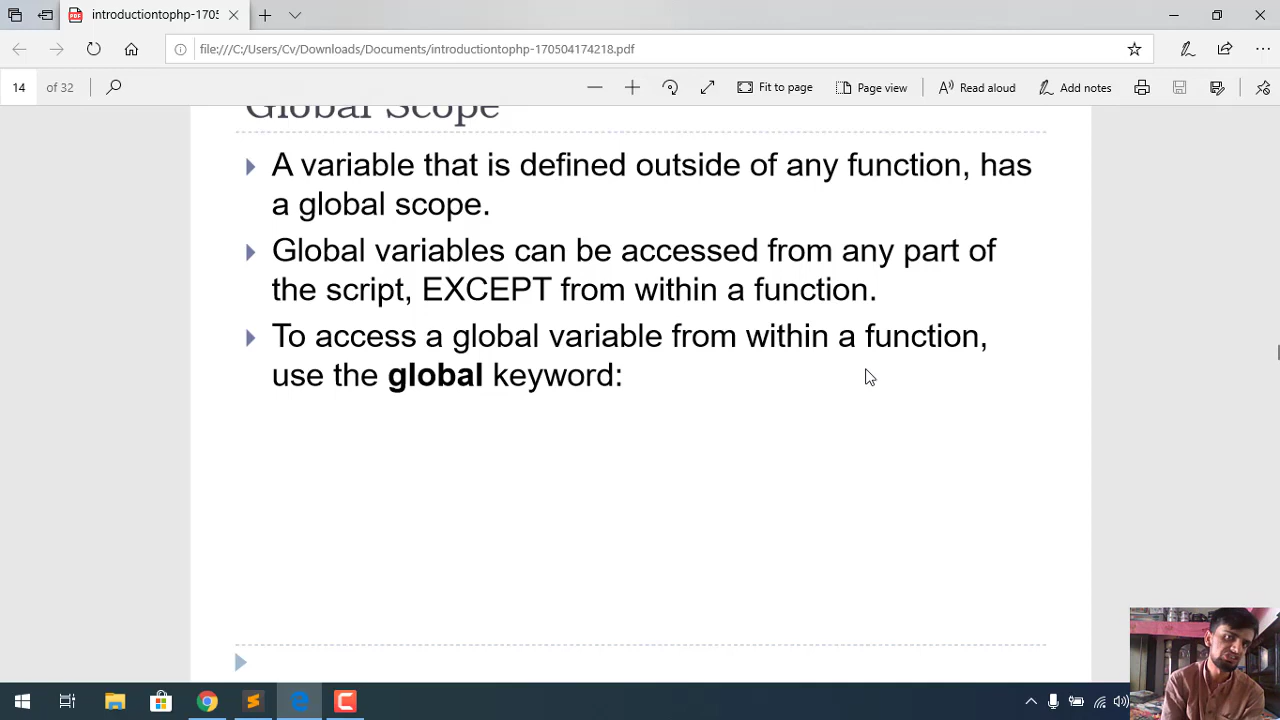 introductiontophp-1705
file:///C:/Users/Cv/Downloads/Documents/introductiontophp-170504174218.pdf
14 of 32 Fit to page Page view Read aloud Add notes
Global Scope
A variable that is defined outside of any function, has
a global scope.
Global variables can be accessed from any part of
the script, EXCEPT from within a function.
To access a global variable from within a function,
use the global keyword: